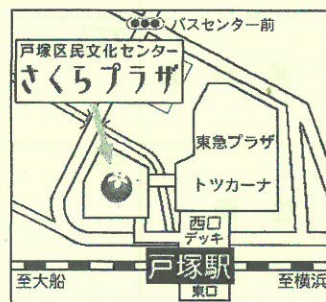 バスセンター前
戸塚区民文化センター
さくらプラザ
東急プラザ
トツカーナ
西口
デッキ
戸塚駅
至大船
至横浜
東口